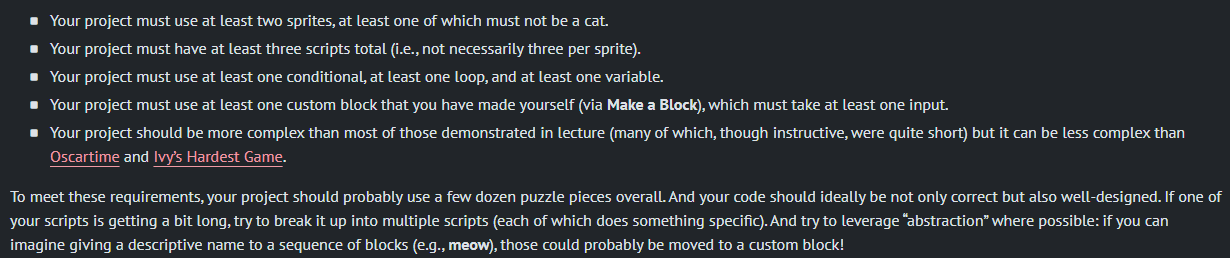 Your project must use at least two sprites, at least one of which must not be a cat.
Your project must have at least three scripts total (i.e., not necessarily three per sprite).
Your project must use at least one conditional, at least one loop, and at least one variable.
Your project must use at least one custom block that you have made yourself (via Make a Block), which must take at least one input.
Your project should be more complex than most of those demonstrated in lecture (many of which, though instructive, were quite short) but it can be less complex than
Oscartime and Ivy’s Hardest Game.
To meet these requirements, your project should probably use a few dozen puzzle pieces overall. And your code should ideally be not only correct but also well-designed. If one of
your scripts is getting a bit long, try to break it up into multiple scripts (each of which does something specific). And try to leverage “abstraction” where possible: if you can
imagine giving a descriptive name to a sequence of blocks (e.g., meow), those could probably be moved to a custom block!